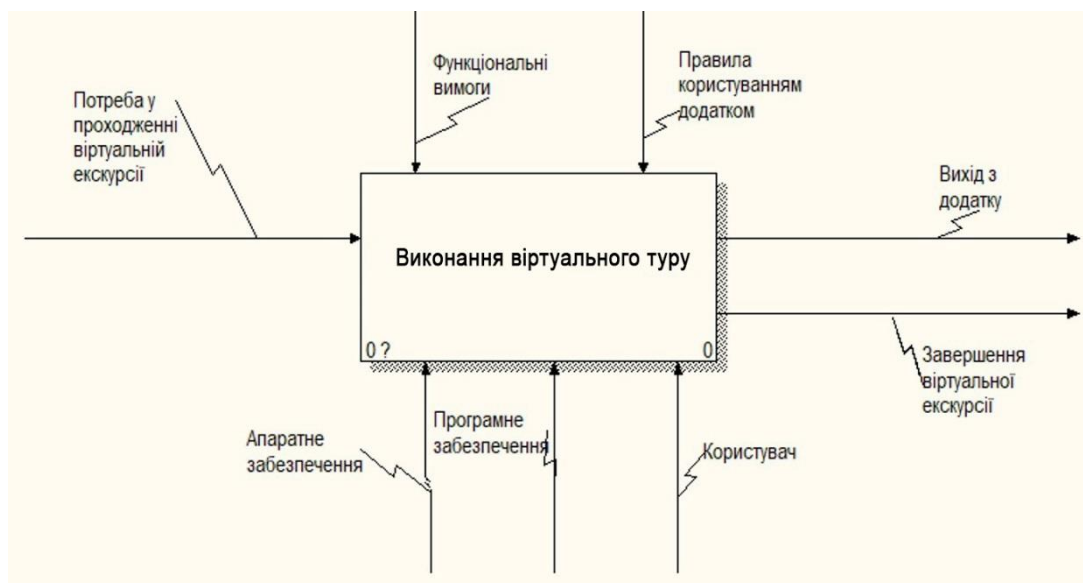 Функціональні
вимоги
Правила
користуванням
додатком
Потреба у
проходженні
віртуальній
екскурсії
Вихід з
додатку
Виконання віртуального туру
0 ?
0
Завершення
віртуальної
екскурсії
Апаратне
забезпечення
Програмне
забезпечення
Користувач